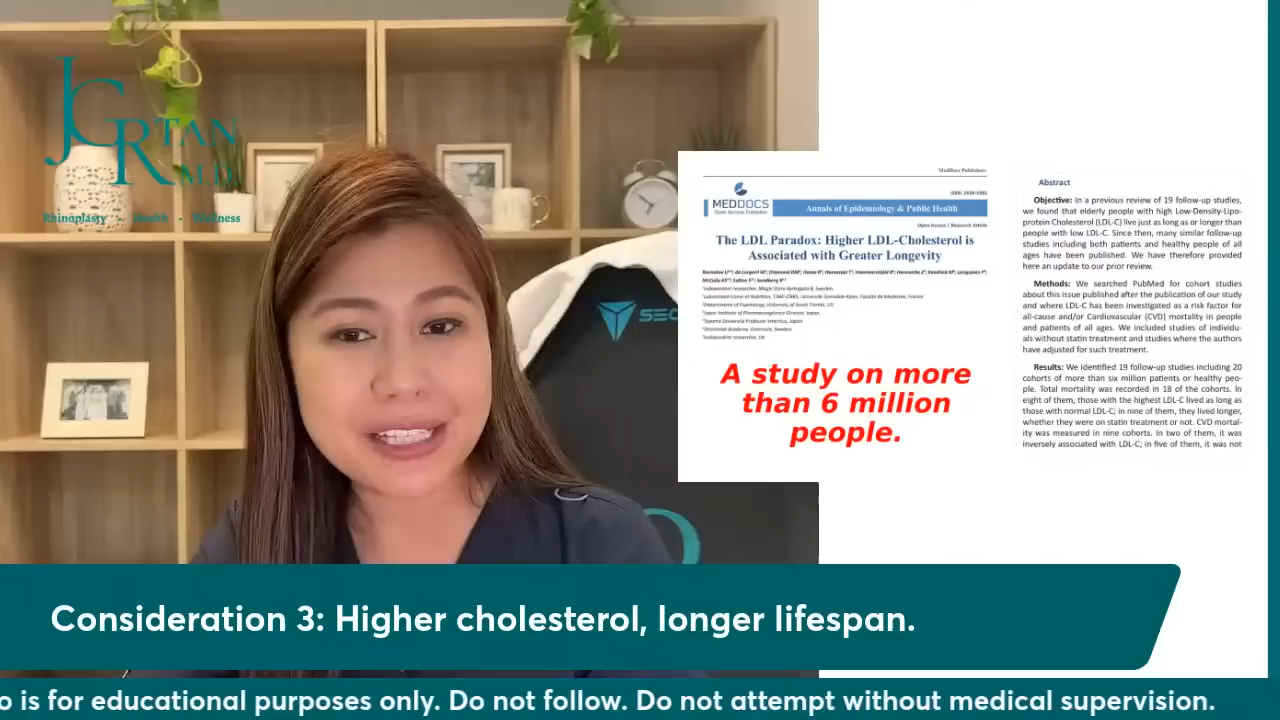 JCR TAN M.D.
Rhinoplasty - Health - Wellness
SEC
MedDocs Publishers
MEDDOCS
Open Access Publisher
Annals of Epidemiology & Public Health
Open Access | Research Article
The LDL Paradox: Higher LDL-Cholesterol is
Associated with Greater Longevity
A study on more
than 6 million
people.
Abstract
Objective: In a previous review of 19 follow-up studies,
we found that elderly people with high Low-Density-Lipo-
protein Cholesterol (LDL-C) live just as long as or longer than
people with low LDL-C. Since then, many similar follow-up
studies including both patients and healthy people of all
ages have been published. We have therefore provided
here an update to our prior review.
Methods: We searched PubMed for cohort studies
about this issue published after the publication of our study
and where LDL-C has been investigated as a risk factor for
all-cause and/or Cardiovascular (CVD) mortality in people
and patients of all ages. We included studies of individu-
als without statin treatment and studies where the authors
have adjusted for such treatment.
Results: We identified 19 follow-up studies including 20
cohorts of more than six million patients or healthy peo-
ple. Total mortality was recorded in 18 of the cohorts. In
eight of them, those with the highest LDL-C lived as long as
those with normal LDL-C; in nine of them, they lived longer,
whether they were on statin treatment or not. CVD mortal-
ity was measured in nine cohorts. In two of them, it was
inversely associated with LDL-C; in five of them, it was not
Consideration 3: Higher cholesterol, longer lifespan.
o is for educational purposes only. Do not follow. Do not attempt without medical supervision.